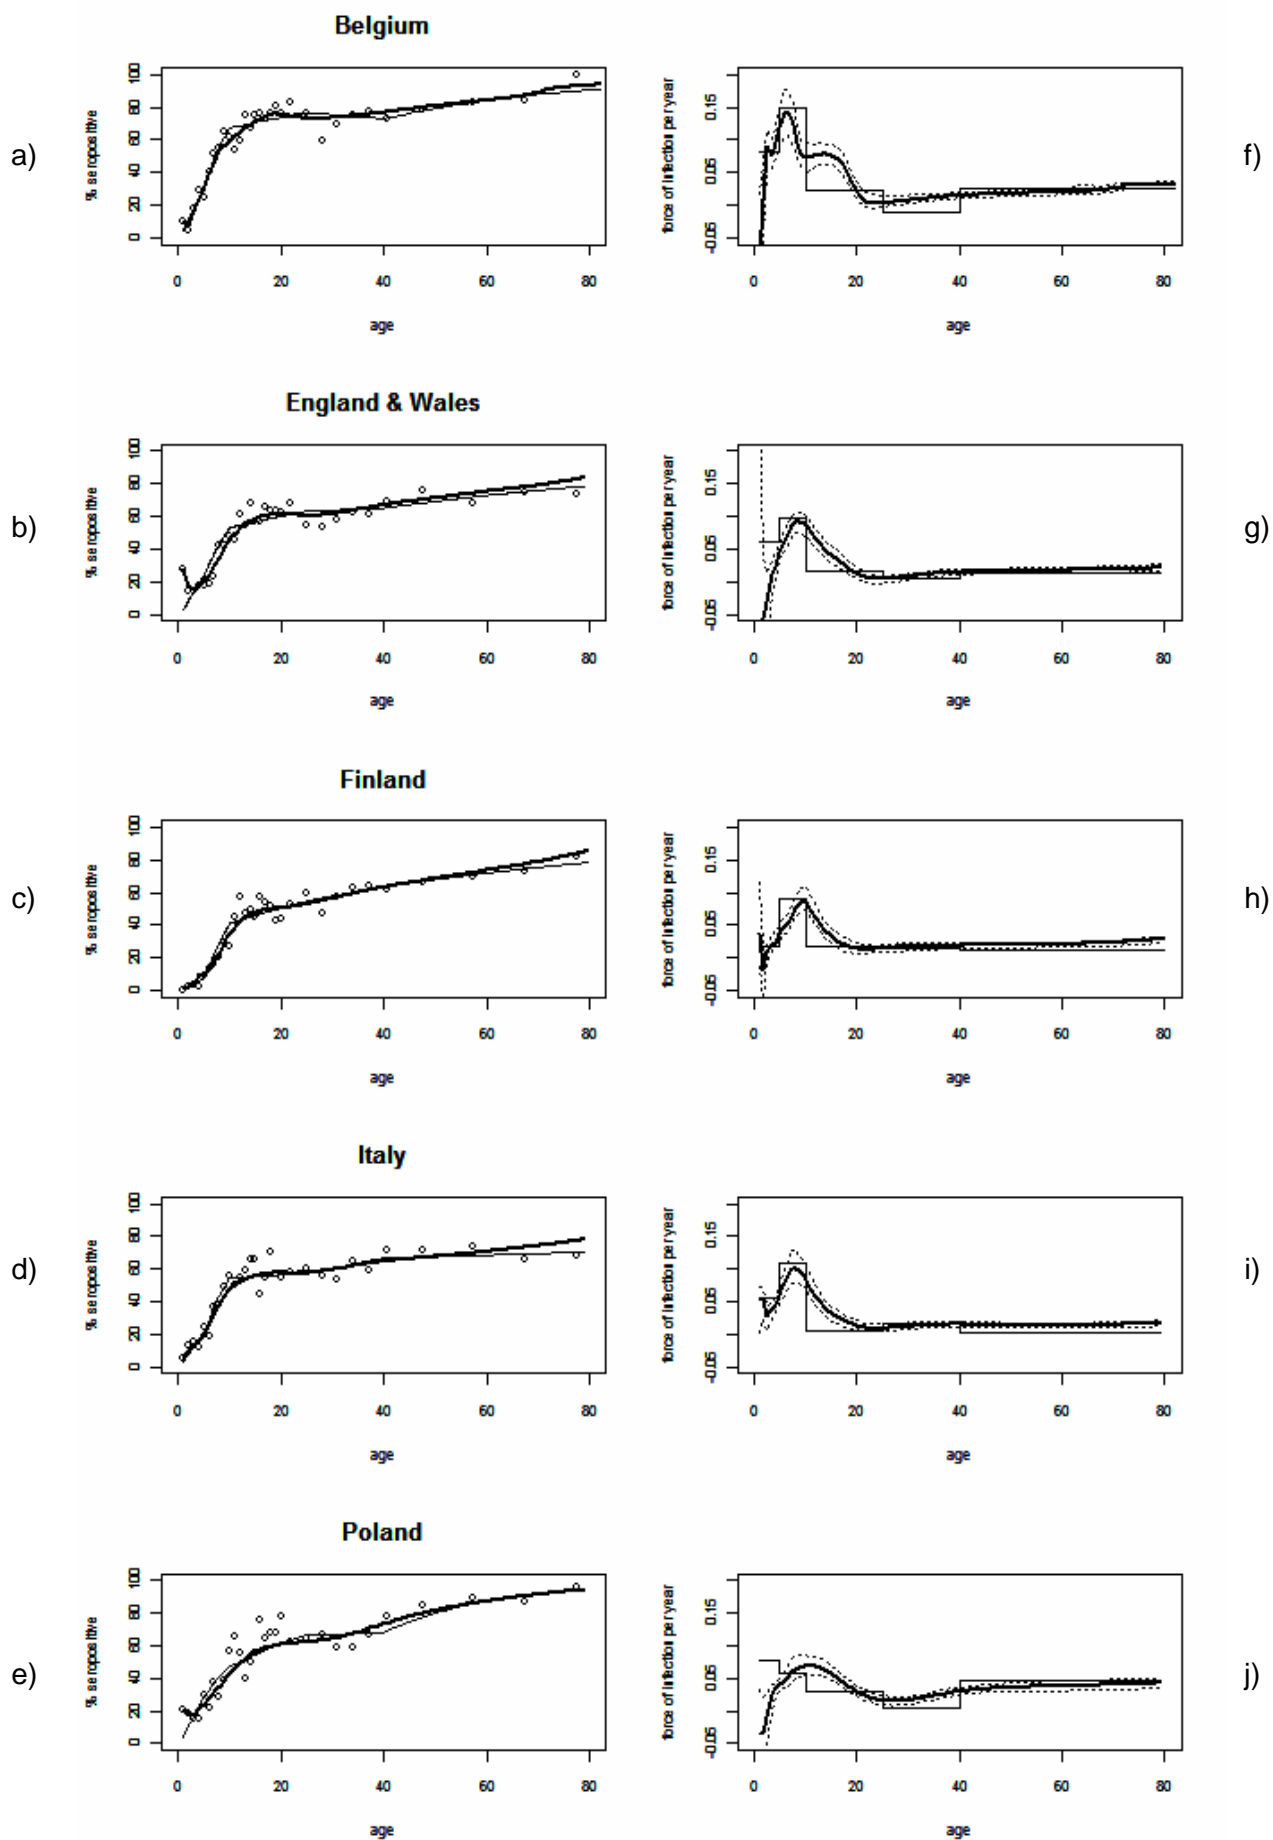 Belgium
a)
% seropositive
0 20 40 60 80 100
0 20 40 60 80
age
force of infection per year
-0.05 0.05 0.15
0 20 40 60 80
age
f)
England & Wales
b)
% seropositive
0 20 40 60 80 100
0 20 40 60 80
age
force of infection per year
-0.05 0.05 0.15
0 20 40 60 80
age
g)
Finland
c)
% seropositive
0 20 40 60 80 100
0 20 40 60 80
age
force of infection per year
-0.05 0.05 0.15
0 20 40 60 80
age
h)
Italy
d)
% seropositive
0 20 40 60 80 100
0 20 40 60 80
age
force of infection per year
-0.05 0.05 0.15
0 20 40 60 80
age
i)
Poland
e)
% seropositive
0 20 40 60 80 100
0 20 40 60 80
age
force of infection per year
-0.05 0.05 0.15
0 20 40 60 80
age
j)